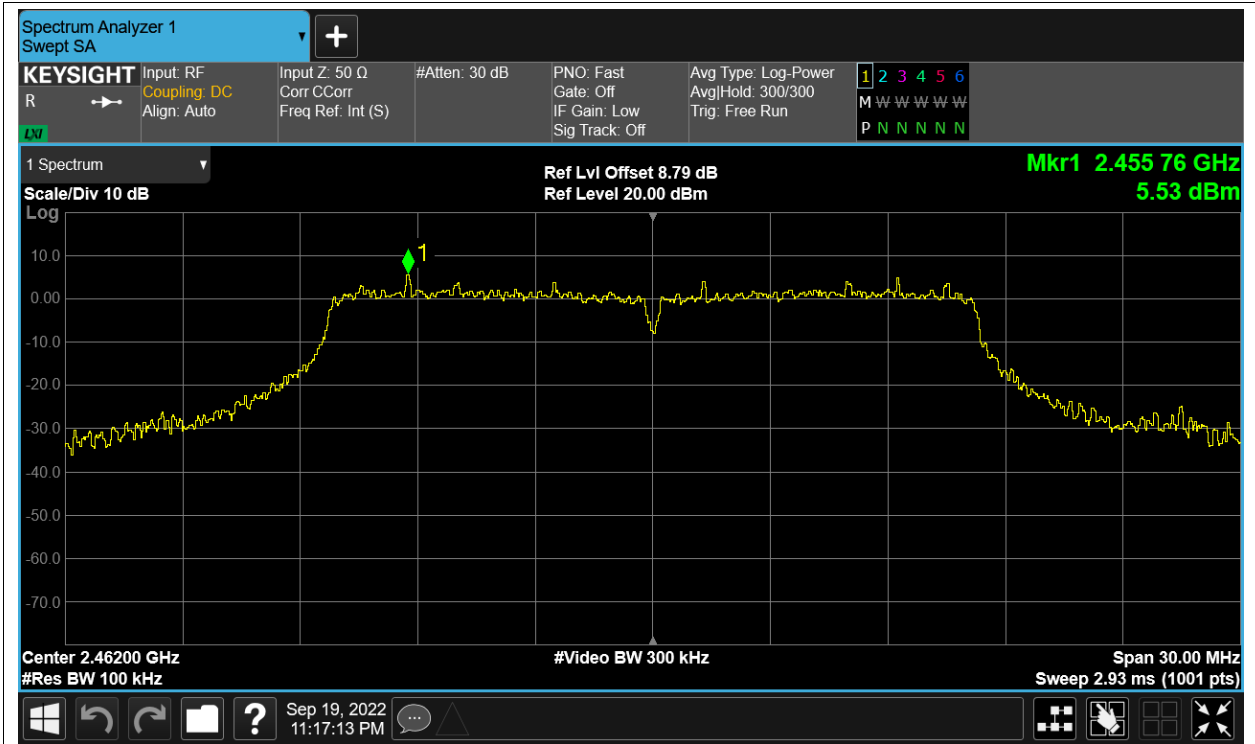 Spectrum Analyzer 1
Swept SA
+
KEYSIGHT
R
LXI
Input: RF
Coupling: DC
Align: Auto
Input Z: 50 Ω
Corr CCorr
Freq Ref: Int (S)
#Atten: 30 dB
PNO: Fast
Gate: Off
IF Gain: Low
Sig Track: Off
Avg Type: Log-Power
Avg|Hold: 300/300
Trig: Free Run
1 2 3 4 5 6
M W W W W W
P N N N N N
1 Spectrum
Scale/Div 10 dB
Log
Ref Lvl Offset 8.79 dB
Ref Level 20.00 dBm
Mkr1 2.455 76 GHz
5.53 dBm
1
10.0
0.00
-10.0
-20.0
-30.0
-40.0
-50.0
-60.0
-70.0
Center 2.46200 GHz
#Video BW 300 kHz
Span 30.00 MHz
#Res BW 100 kHz
Sweep 2.93 ms (1001 pts)
?
Sep 19, 2022
11:17:13 PM